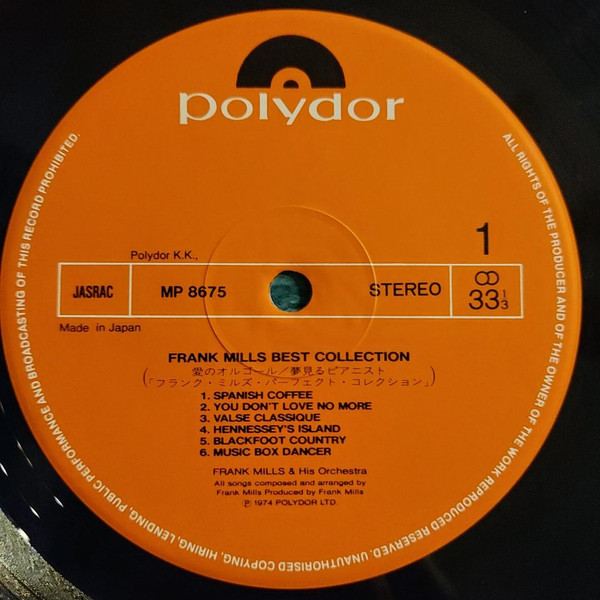 polydor
1
Polydor K.K.,
JASRAC MP 8675 STEREO 33 1/3
Made in Japan
FRANK MILLS BEST COLLECTION
愛のオルゴール/夢見るピアニスト
「フランク・ミルズ・パーフェクト・コレクション」
1. SPANISH COFFEE
2. YOU DON'T LOVE NO MORE
3. VALSE CLASSIQUE
4. HENNESSEY'S ISLAND
5. BLACKFOOT COUNTRY
6. MUSIC BOX DANCER
FRANK MILLS & His Orchestra
All songs composed and arranged by
Frank Mills Produced by Frank Mills
Ⓟ 1974 POLYDOR LTD.
ALL RIGHTS OF THE PRODUCER AND OF THE OWNER OF THE WORK REPRODUCED RESERVED. UNAUTHORISED COPYING, HIRING, LENDING, PUBLIC PERFORMANCE AND BROADCASTING OF THIS RECORD PROHIBITED.